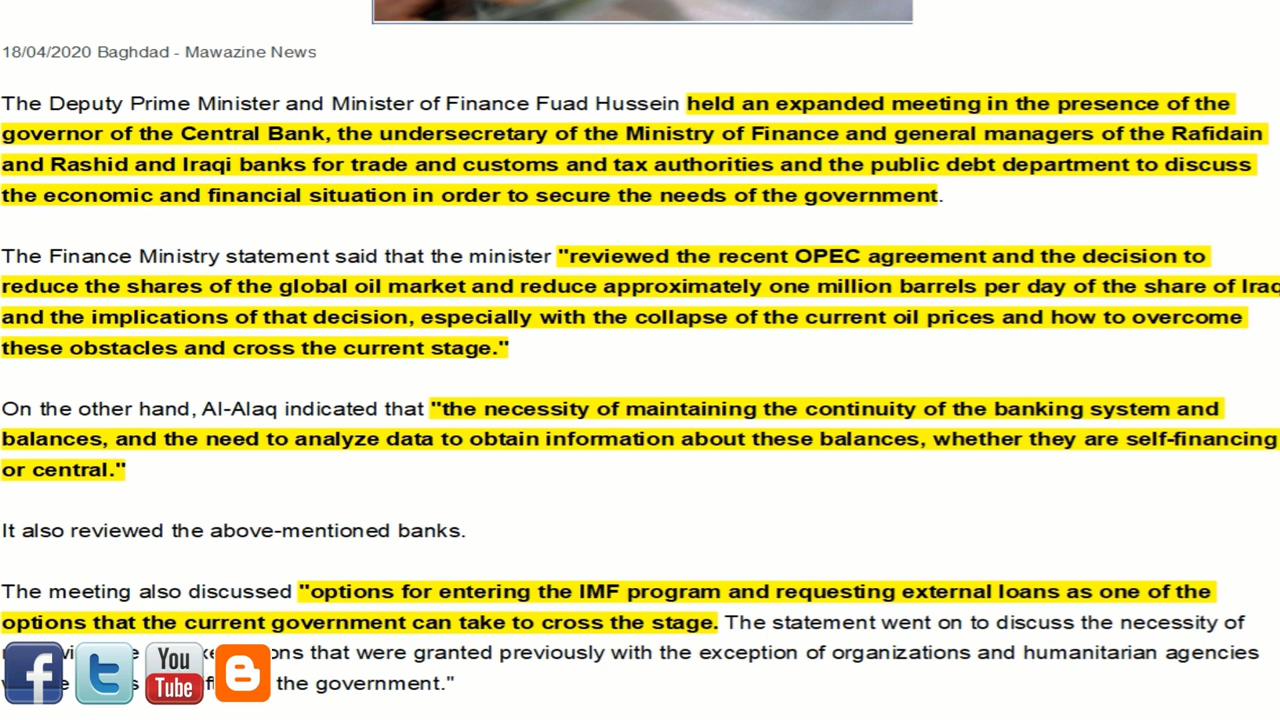 18/04/2020 Baghdad - Mawazine News
The Deputy Prime Minister and Minister of Finance Fuad Hussein held an expanded meeting in the presence of the
governor of the Central Bank, the undersecretary of the Ministry of Finance and general managers of the Rafidain
and Rashid and Iraqi banks for trade and customs and tax authorities and the public debt department to discuss
the economic and financial situation in order to secure the needs of the government.
The Finance Ministry statement said that the minister "reviewed the recent OPEC agreement and the decision to
reduce the shares of the global oil market and reduce approximately one million barrels per day of the share of Iraq
and the implications of that decision, especially with the collapse of the current oil prices and how to overcome
these obstacles and cross the current stage."
On the other hand, Al-Alaq indicated that "the necessity of maintaining the continuity of the banking system and
balances, and the need to analyze data to obtain information about these balances, whether they are self-financing
or central."
It also reviewed the above-mentioned banks.
The meeting also discussed "options for entering the IMF program and requesting external loans as one of the
options that the current government can take to cross the stage. The statement went on to discuss the necessity of
that were granted previously with the exception of organizations and humanitarian agencies
the government."
You
Tube